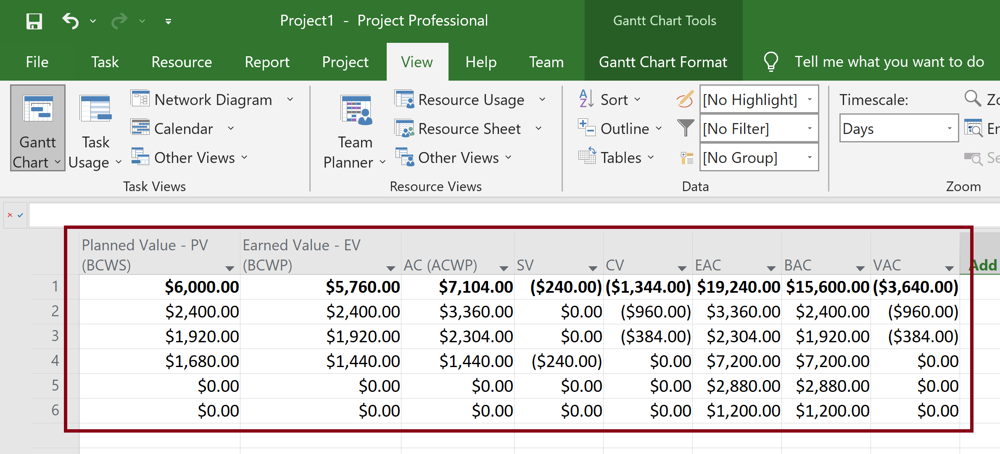 Project1 - Project Professional
Gantt Chart Tools
File Task Resource Report Project View Help Team Gantt Chart Format Tell me what you want to do
Gantt Chart
Task Usage
Network Diagram
Calendar
Other Views
Task Views
Team Planner
Resource Usage
Resource Sheet
Other Views
Resource Views
Sort
Outline
Tables
[No Highlight]
[No Filter]
[No Group]
Data
Timescale:
Days
Zoom
Planned Value - PV (BCWS) Earned Value - EV (BCWP) AC (ACWP) SV CV EAC BAC VAC Add
1 $6,000.00 $5,760.00 $7,104.00 ($240.00) ($1,344.00) $19,240.00 $15,600.00 ($3,640.00)
2 $2,400.00 $2,400.00 $3,360.00 $0.00 ($960.00) $3,360.00 $2,400.00 ($960.00)
3 $1,920.00 $1,920.00 $2,304.00 $0.00 ($384.00) $2,304.00 $1,920.00 ($384.00)
4 $1,680.00 $1,440.00 $1,440.00 ($240.00) $0.00 $7,200.00 $7,200.00 $0.00
5 $0.00 $0.00 $0.00 $0.00 $0.00 $2,880.00 $2,880.00 $0.00
6 $0.00 $0.00 $0.00 $0.00 $0.00 $1,200.00 $1,200.00 $0.00